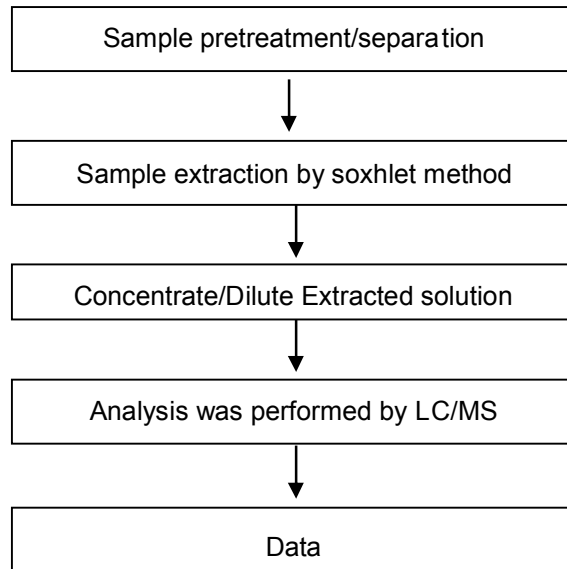 Sample pretreatment/separation
Sample extraction by soxhlet method
Concentrate/Dilute Extracted solution
Analysis was performed by LC/MS
Data